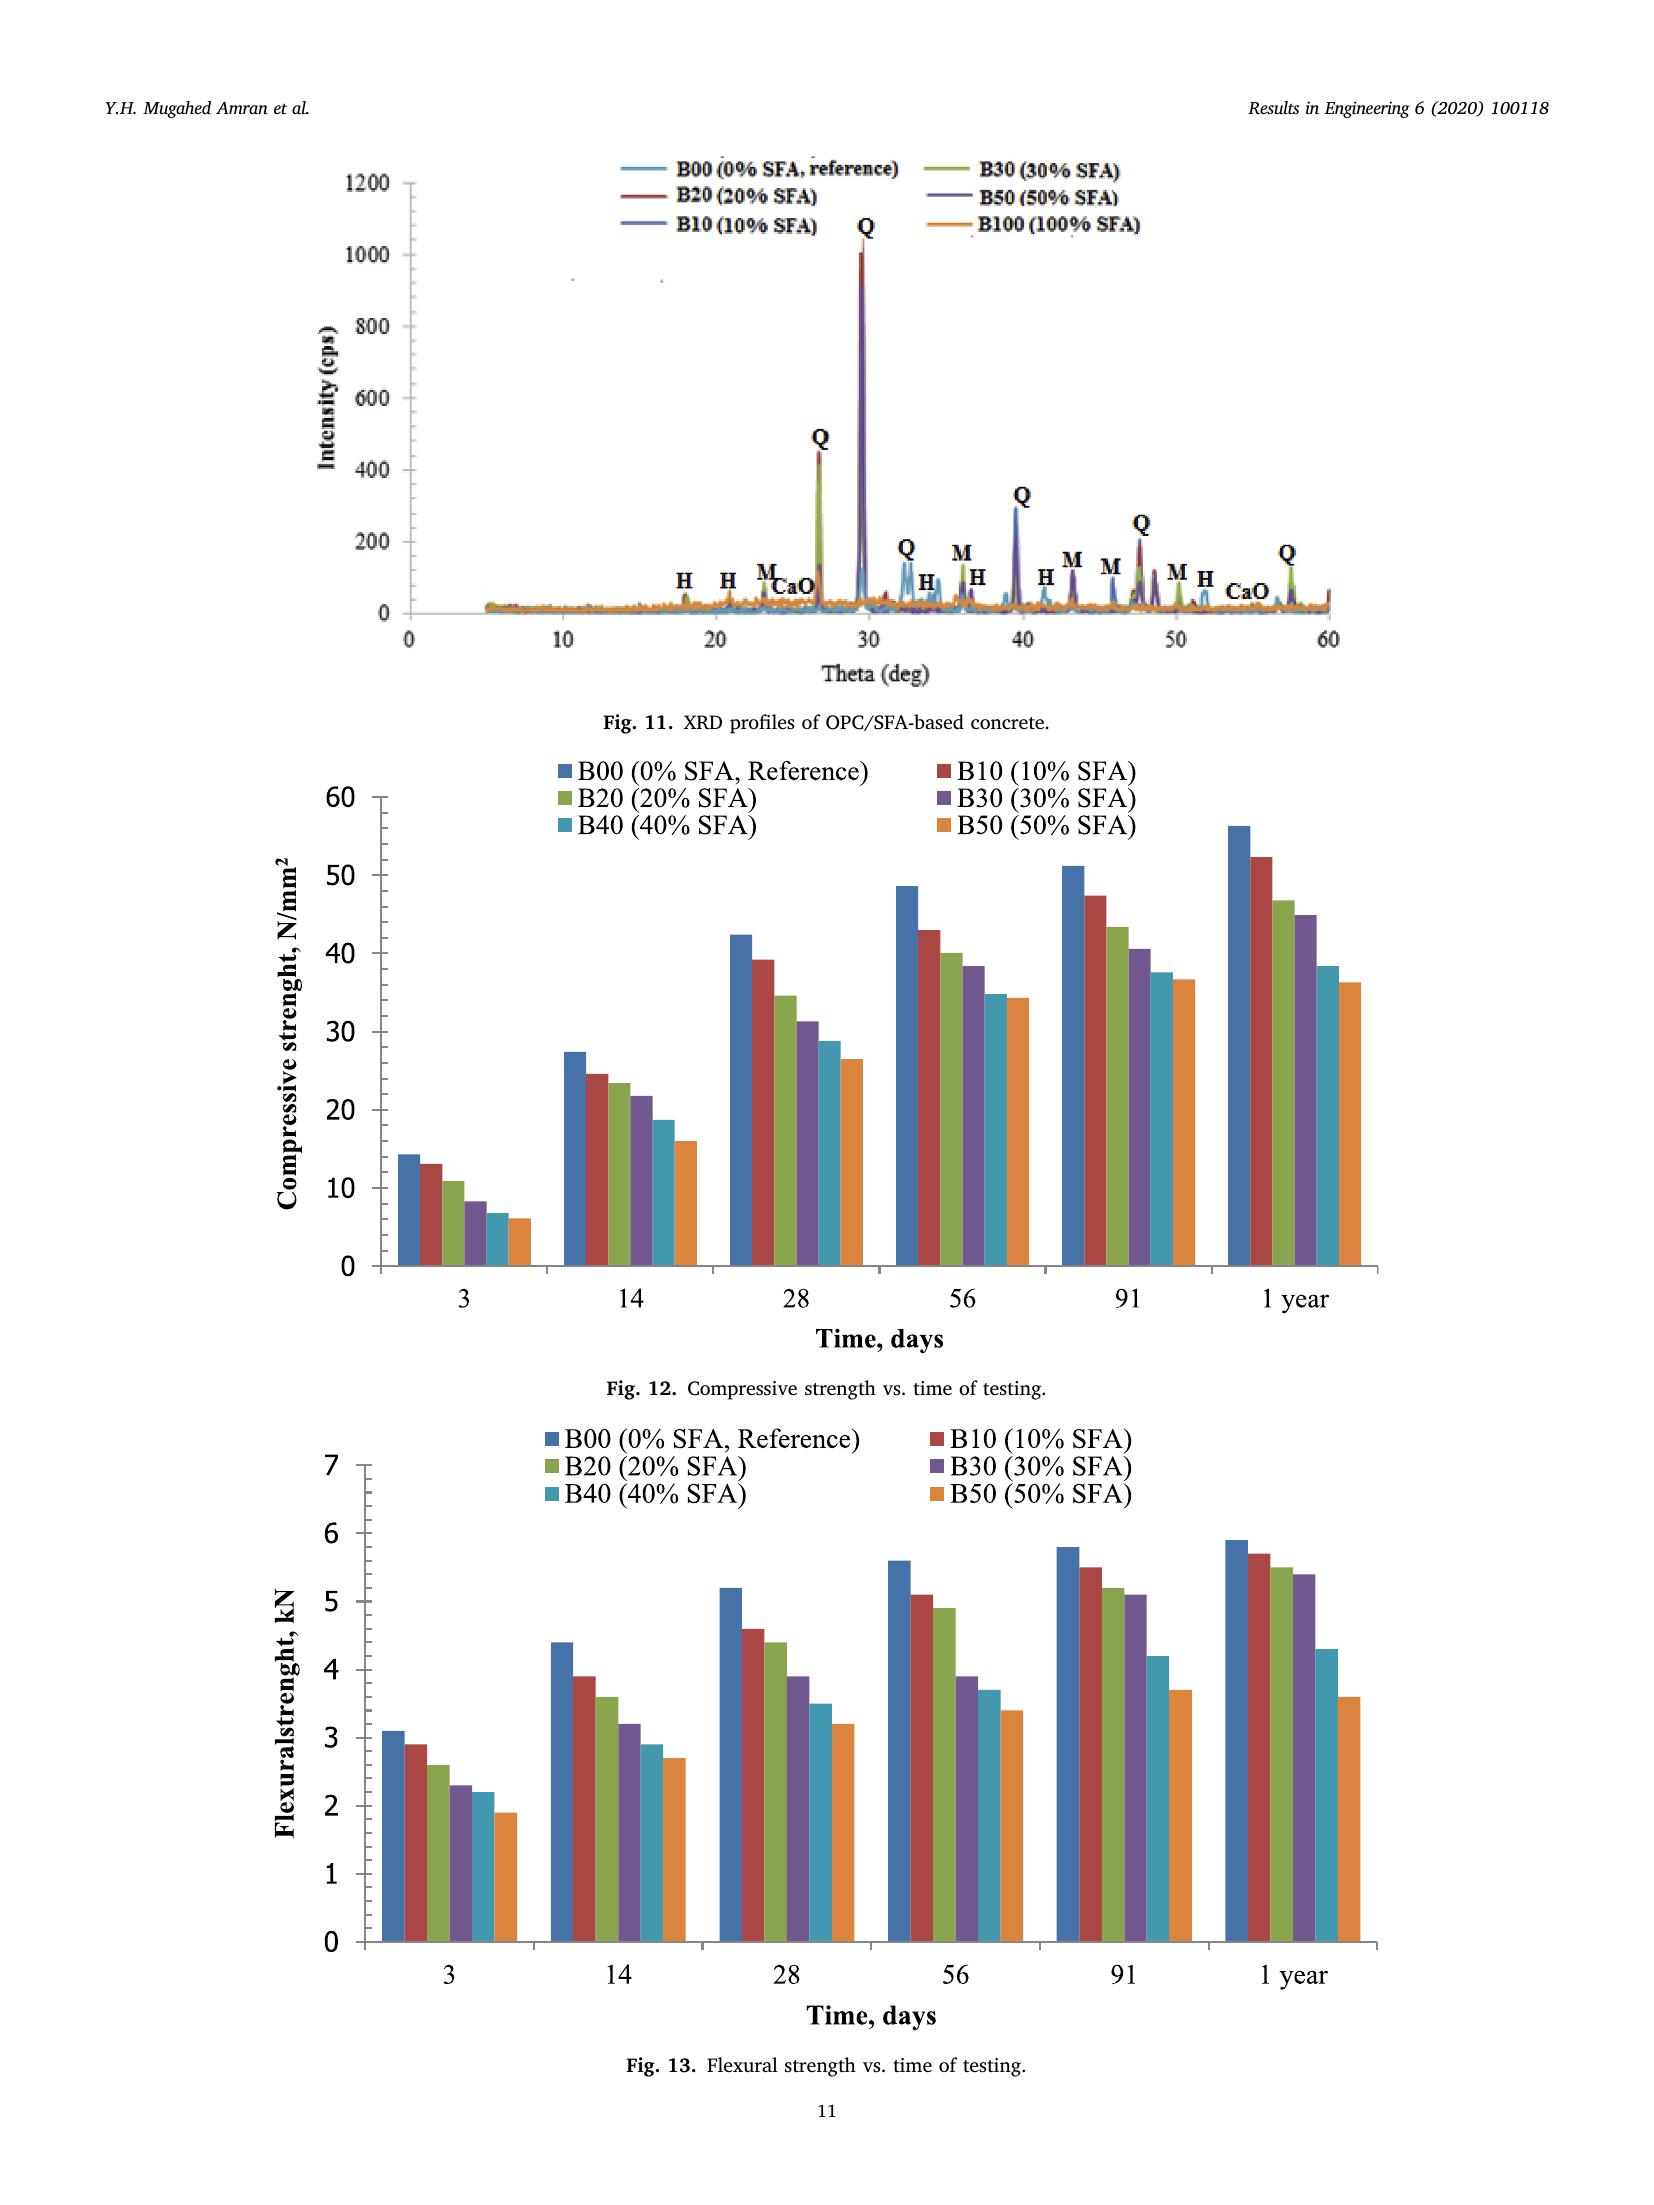 Y.H. Mugahed Amran et al.
Results in Engineering 6 (2020) 100118
B00 (0% SFA, reference)
B30 (30% SFA)
B20 (20% SFA)
B50 (50% SFA)
B10 (10% SFA)
B100 (100% SFA)
1200
1000
800
600
400
200
0
Intensity (cps)
Q
Q
H
H
M
CaO
Q
H
M
H
Q
H
M
M
Q
M
H
CaO
Q
0 10 20 30 40 50 60
Theta (deg)
Fig. 11. XRD profiles of OPC/SFA-based concrete.
B00 (0% SFA, Reference)
B10 (10% SFA)
B20 (20% SFA)
B30 (30% SFA)
B40 (40% SFA)
B50 (50% SFA)
60
50
40
30
20
10
0
Compressive strenght, N/mm²
3 14 28 56 91 1 year
Time, days
Fig. 12. Compressive strength vs. time of testing.
B00 (0% SFA, Reference)
B10 (10% SFA)
B20 (20% SFA)
B30 (30% SFA)
B40 (40% SFA)
B50 (50% SFA)
7
6
5
4
3
2
1
0
Flexuralstrenght, kN
3 14 28 56 91 1 year
Time, days
Fig. 13. Flexural strength vs. time of testing.
11